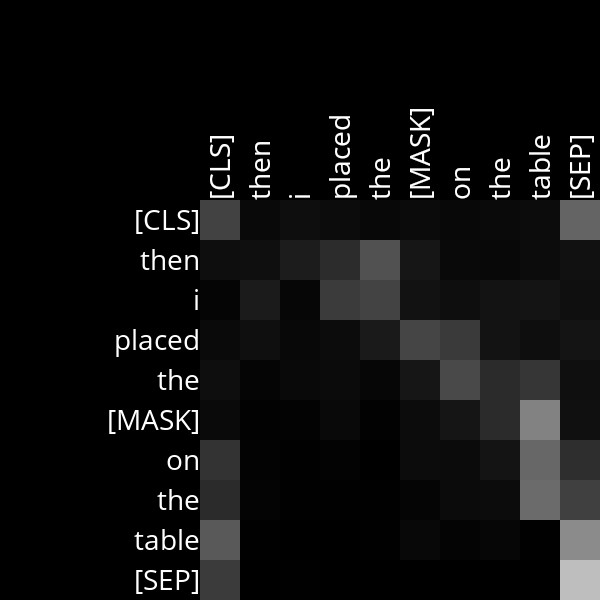 [CLS]
then
i
placed
the
[MASK]
on
the
table
[SEP]
[CLS]
then
i
placed
the
[MASK]
on
the
table
[SEP]